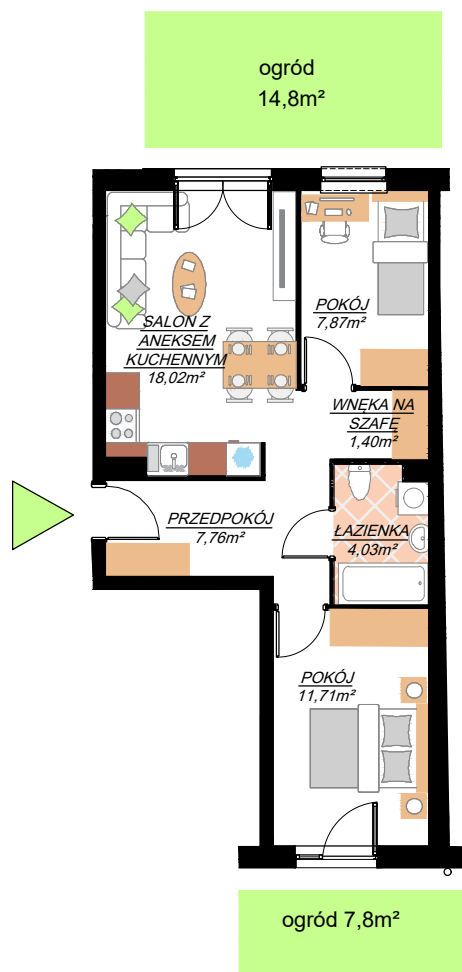 ogród
14,8m²
POKÓJ
7,87m²
SALON Z
ANEKSEM
KUCHENNYM
18,02m²
WNĘKA NA
SZAFĘ
1,40m²
PRZEDPOKÓJ
7,76m²
ŁAZIENKA
4,03m²
POKÓJ
11,71m²
ogród 7,8m²